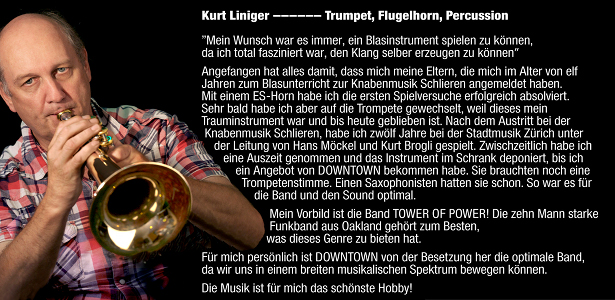 Kurt Liniger –––––– Trumpet, Flugelhorn, Percussion
”Mein Wunsch war es immer, ein Blasinstrument spielen zu können,
da ich total fasziniert war, den Klang selber erzeugen zu können”
Angefangen hat alles damit, dass mich meine Eltern, die mich im Alter von elf
Jahren zum Blasunterricht zur Knabenmusik Schlieren angemeldet haben.
Mit einem ES-Horn habe ich die ersten Spielversuche erfolgreich absolviert.
Sehr bald habe ich aber auf die Trompete gewechselt, weil dieses mein
Trauminstrument war und bis heute geblieben ist. Nach dem Austritt bei der
Knabenmusik Schlieren, habe ich zwölf Jahre bei der Stadtmusik Zürich unter
der Leitung von Hans Möckel und Kurt Brogli gespielt. Zwischzeitlich habe ich
eine Auszeit genommen und das Instrument im Schrank deponiert, bis ich
ein Angebot von DOWNTOWN bekommen habe. Sie brauchten noch eine
Trompetenstimme. Einen Saxophonisten hatten sie schon. So war es für
die Band und den Sound optimal.
Mein Vorbild ist die Band TOWER OF POWER! Die zehn Mann starke
Funkband aus Oakland gehört zum Besten,
was dieses Genre zu bieten hat.
Für mich persönlich ist DOWNTOWN von der Besetzung her die optimale Band,
da wir uns in einem breiten musikalischen Spektrum bewegen können.
Die Musik ist für mich das schönste Hobby!